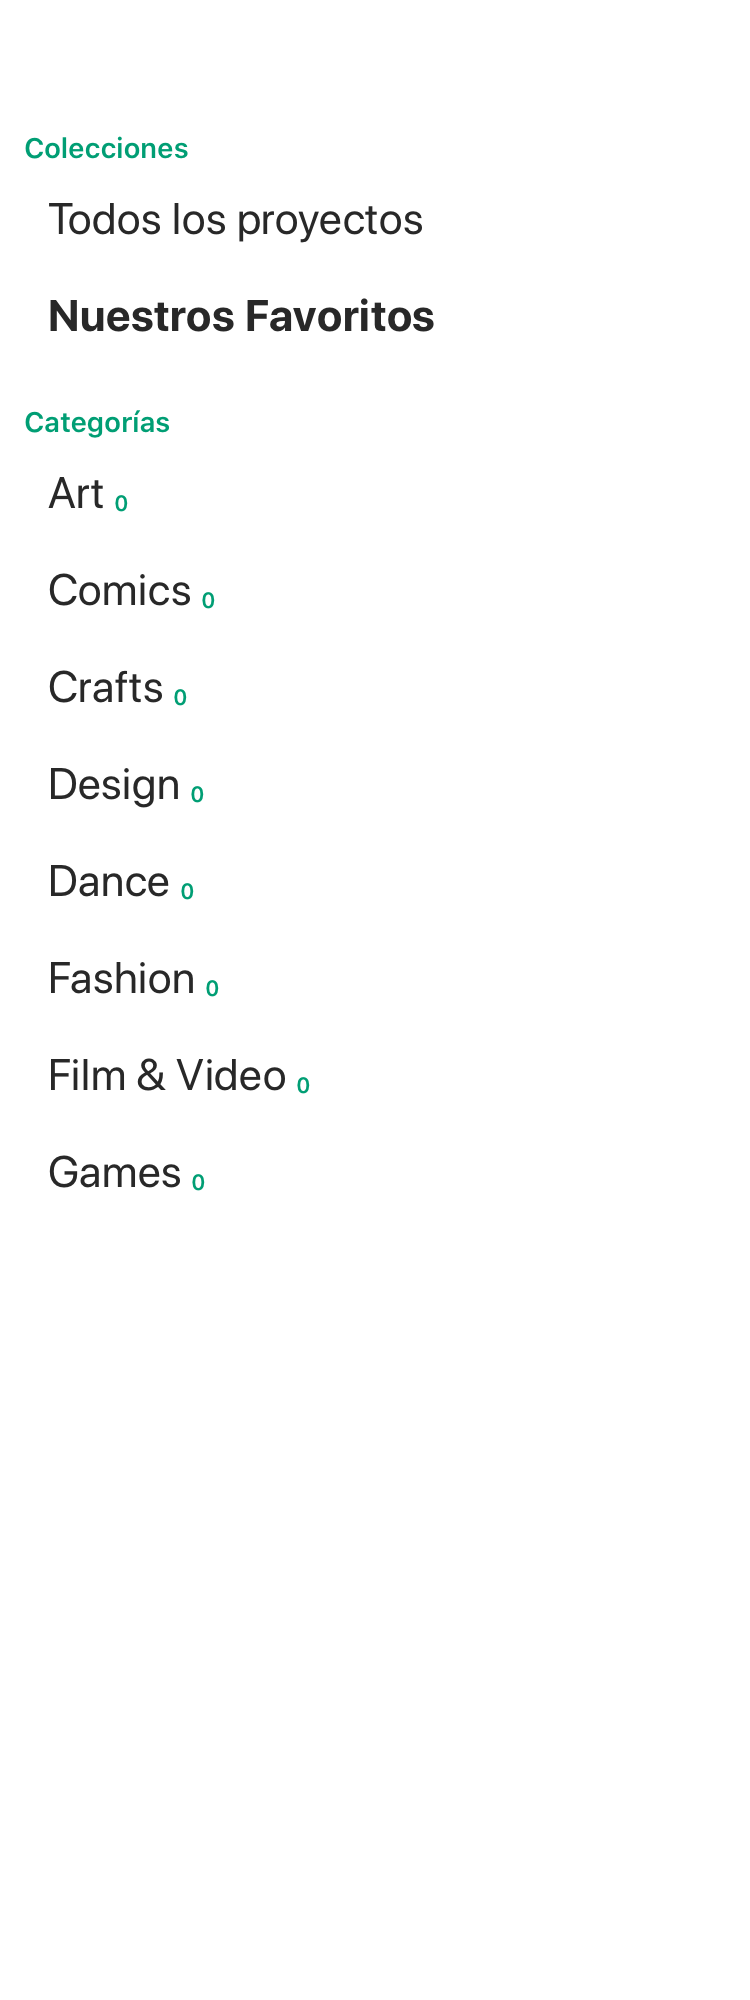 Colecciones
Todos los proyectos
Nuestros Favoritos
Categorías
Art 0
Comics 0
Crafts 0
Design 0
Dance 0
Fashion 0
Film & Video 0
Games 0